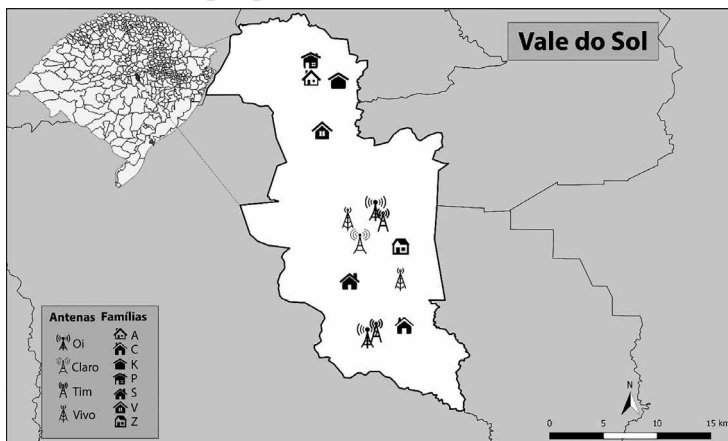 Vale do Sol
Antenas Famílias
Oi
Claro
Tim
Vivo
A
C
K
P
S
V
Z
N
0 5 10 15 km